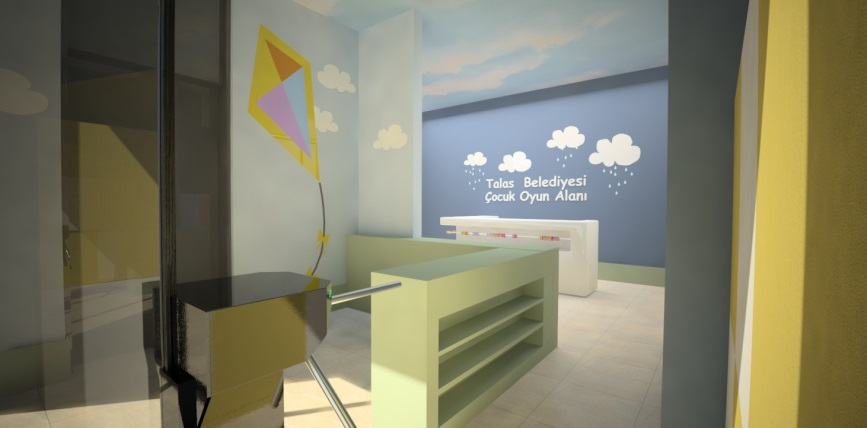 Talas Belediyesi
Çocuk Oyun Alanı